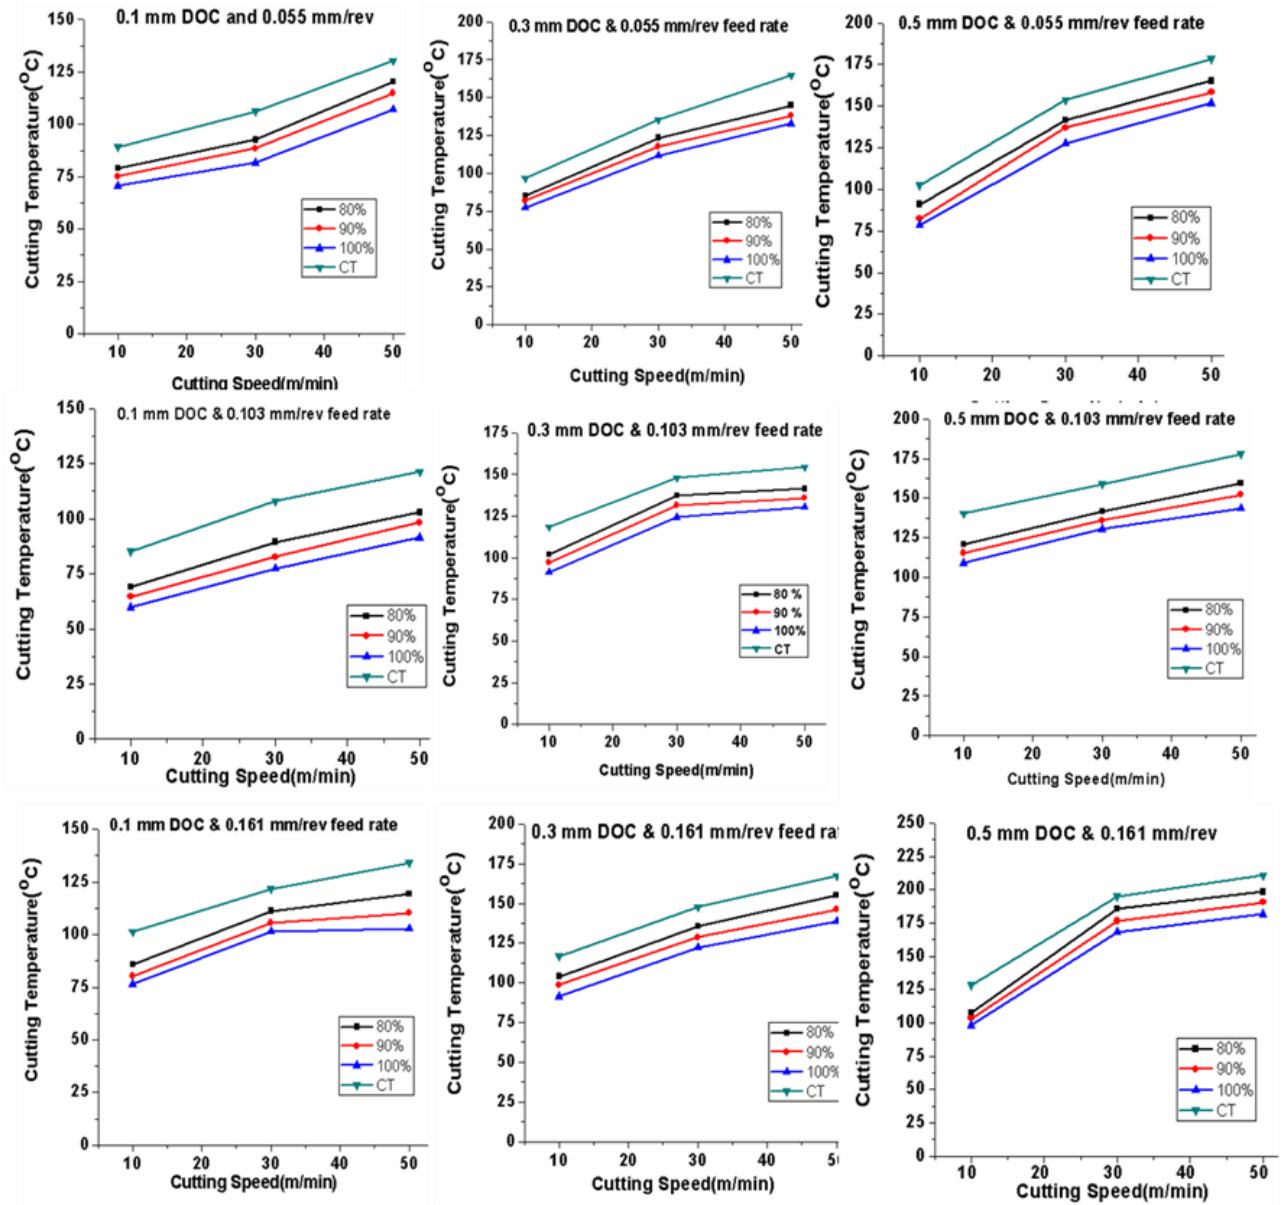 0.1 mm DOC and 0.055 mm/rev
Cutting Temperature(°C)
150
125
100
75
50
25
0
80%
90%
100%
CT
10 20 30 40 50
Cutting Speed(m/min)
0.3 mm DOC & 0.055 mm/rev feed rate
Cutting Temperature(°C)
200
175
150
125
100
75
50
25
0
80%
90%
100%
CT
10 20 30 40 50
Cutting Speed(m/min)
0.5 mm DOC & 0.055 mm/rev feed rate
Cutting Temperature(°C)
200
175
150
125
100
75
50
25
0
80%
90%
100%
CT
10 20 30 40 50
0.1 mm DOC & 0.103 mm/rev feed rate
Cutting Temperature(°C)
150
125
100
75
50
25
0
80%
90%
100%
CT
10 20 30 40 50
Cutting Speed(m/min)
0.3 mm DOC & 0.103 mm/rev feed rate
Cutting Temperature(°C)
175
150
125
100
75
50
25
0
80 %
90 %
100%
CT
10 20 30 40 50
Cutting Speed(m/min)
0.5 mm DOC & 0.103 mm/rev feed rate
Cutting Temperature(°C)
200
175
150
125
100
75
50
25
0
80%
90%
100%
CT
10 20 30 40 50
Cutting Speed(m/min)
0.1 mm DOC & 0.161 mm/rev feed rate
Cutting Temperature(°C)
150
125
100
75
50
25
0
80%
90%
100%
CT
10 20 30 40 50
Cutting Speed(m/min)
0.3 mm DOC & 0.161 mm/rev feed ra
Cutting Temperature(°C)
200
175
150
125
100
75
50
25
0
80%
90%
100%
CT
10 20 30 40 5
Cutting Speed(m/min)
0.5 mm DOC & 0.161 mm/rev
Cutting Temperature(°C)
250
225
200
175
150
125
100
75
50
25
0
80%
90%
100%
CT
10 20 30 40 50
Cutting Speed(m/min)